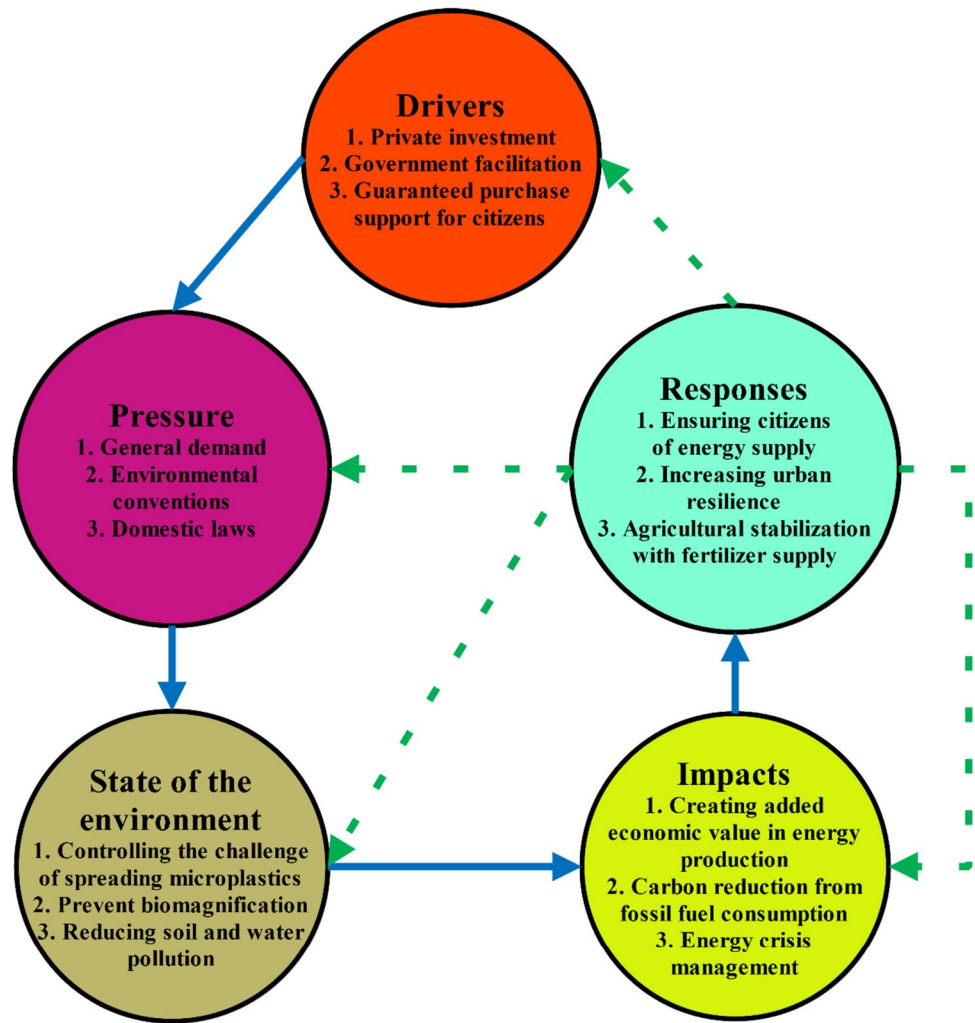 Drivers
1. Private investment
2. Government facilitation
3. Guaranteed purchase
support for citizens
Pressure
1. General demand
2. Environmental
conventions
3. Domestic laws
Responses
1. Ensuring citizens
of energy supply
2. Increasing urban
resilience
3. Agricultural stabilization
with fertilizer supply
State of the
environment
1. Controlling the challenge
of spreading microplastics
2. Prevent biomagnification
3. Reducing soil and water
pollution
Impacts
1. Creating added
economic value in energy
production
2. Carbon reduction from
fossil fuel consumption
3. Energy crisis
management